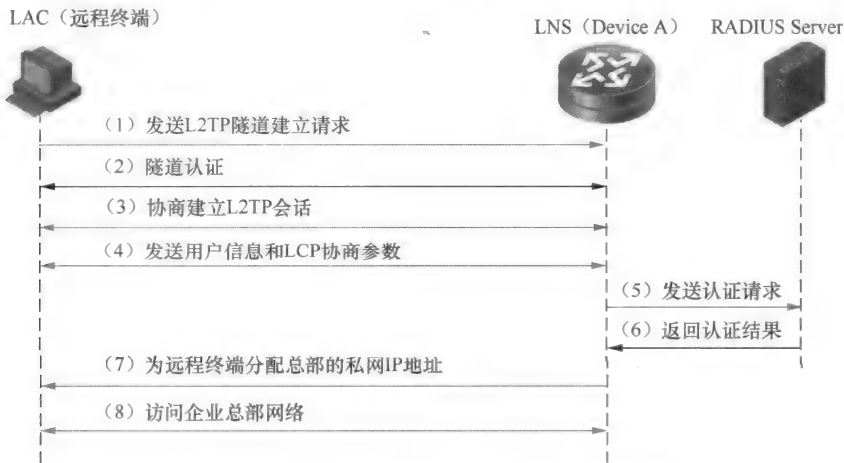 LAC（远程终端）
LNS（Device A）
RADIUS Server
（1）发送L2TP隧道建立请求
（2）隧道认证
（3）协商建立L2TP会话
（4）发送用户信息和LCP协商参数
（5）发送认证请求
（6）返回认证结果
（7）为远程终端分配总部的私网IP地址
（8）访问企业总部网络